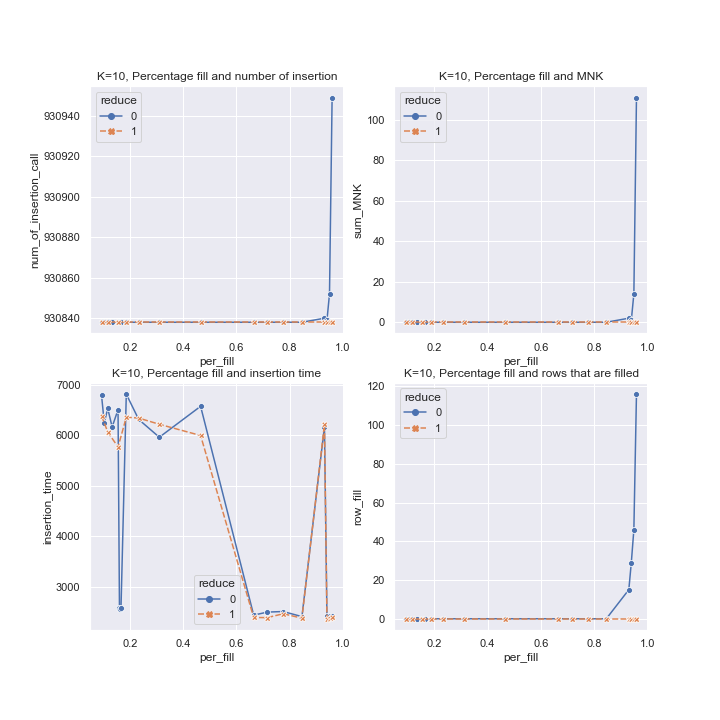 K=10, Percentage fill and number of insertion
reduce
0
1
930940
930920
930900
930880
930860
930840
num_of_insertion_call
0.2 0.4 0.6 0.8 1.0
per_fill
K=10, Percentage fill and MNK
reduce
0
1
100
80
60
40
20
0
sum_MNK
0.2 0.4 0.6 0.8 1.0
per_fill
K=10, Percentage fill and insertion time
7000
6000
5000
4000
3000
insertion_time
reduce
0
1
0.2 0.4 0.6 0.8 1.0
per_fill
K=10, Percentage fill and rows that are filled
reduce
0
1
120
100
80
60
40
20
0
row_fill
0.2 0.4 0.6 0.8 1.0
per_fill